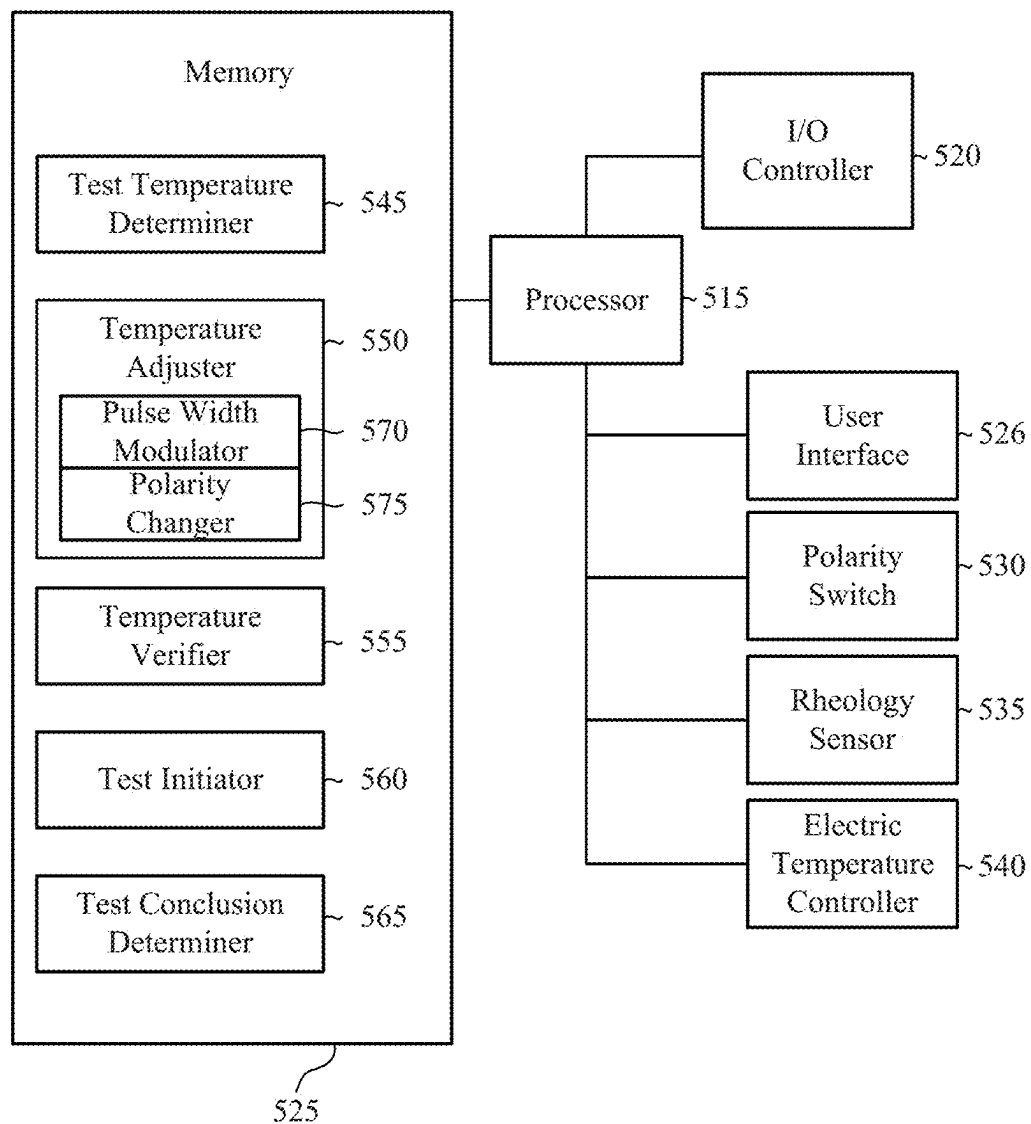 Memory
Test Temperature
Determiner
545
Temperature
Adjuster
550
Pulse Width
Modulator
570
Polarity
Changer
575
Temperature
Verifier
555
Test Initiator
560
Test Conclusion
Determiner
565
525
Processor
515
I/O
Controller
520
User
Interface
526
Polarity
Switch
530
Rheology
Sensor
535
Electric
Temperature
Controller
540